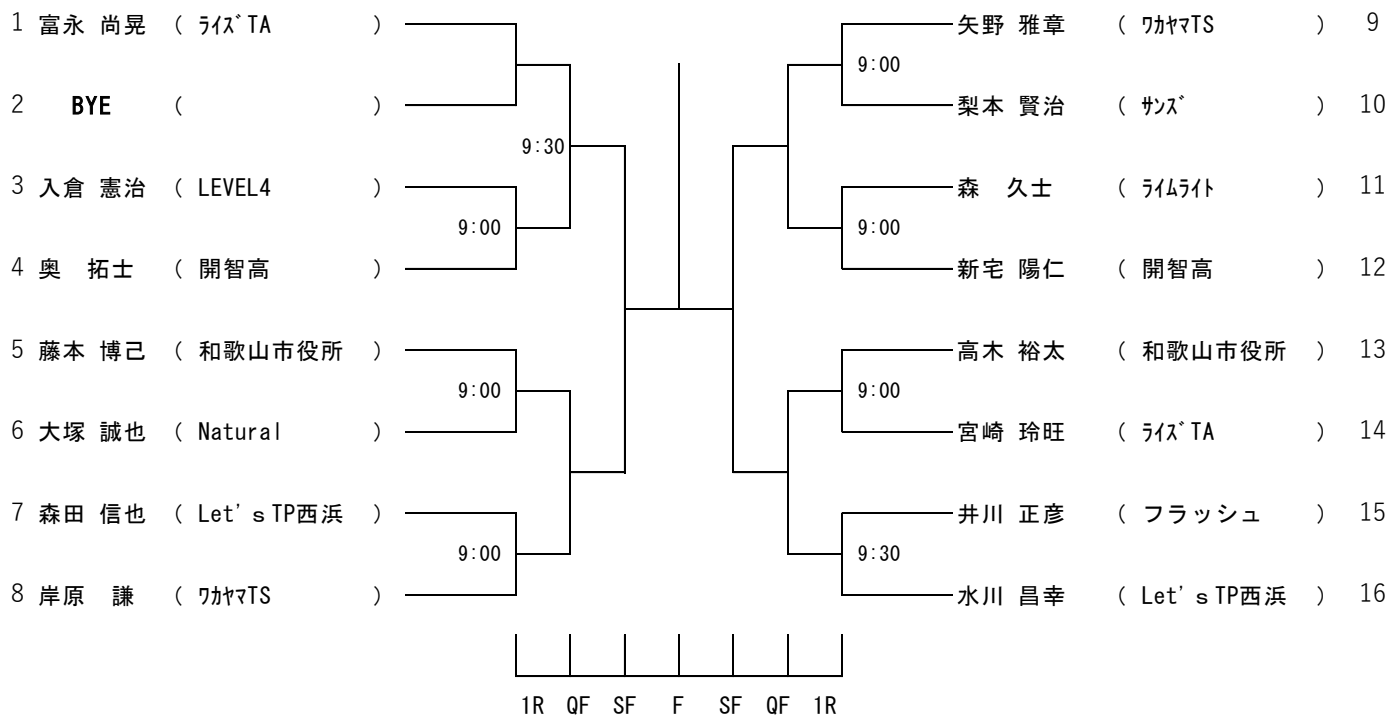 1 富永 尚晃 ( ﾗｲｽﾞTA ) 矢野 雅章 ( ﾜｶﾔﾏTS ) 9
9:00
2 BYE ( ) 梨本 賢治 ( ｻﾝｽﾞ ) 10
9:30
3 入倉 憲治 ( LEVEL4 ) 森 久士 ( ﾗｲﾑﾗｲﾄ ) 11
9:00 9:00
4 奥 拓士 ( 開智高 ) 新宅 陽仁 ( 開智高 ) 12
5 藤本 博己 ( 和歌山市役所 ) 高木 裕太 ( 和歌山市役所 ) 13
9:00 9:00
6 大塚 誠也 ( Natural ) 宮崎 玲旺 ( ﾗｲｽﾞTA ) 14
7 森田 信也 ( Let'ｓTP西浜 ) 井川 正彦 ( フラッシュ ) 15
9:00 9:30
8 岸原 謙 ( ﾜｶﾔﾏTS ) 水川 昌幸 ( Let'ｓTP西浜 ) 16
1R QF SF F SF QF 1R